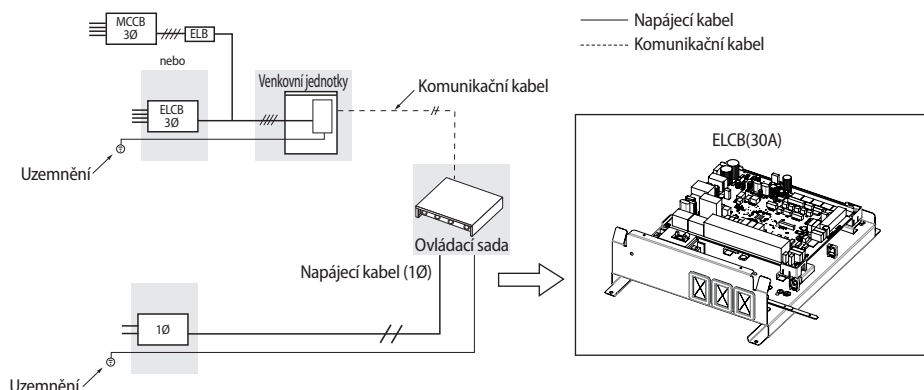 MCCB
3Ø
ELB
nebo
ELCB
3Ø
Uzemnění
Venkovní jednotky
Komunikační kabel
Napájecí kabel
Komunikační kabel
Ovládací sada
Napájecí kabel (1Ø)
1Ø
Uzemnění
ELCB(30A)